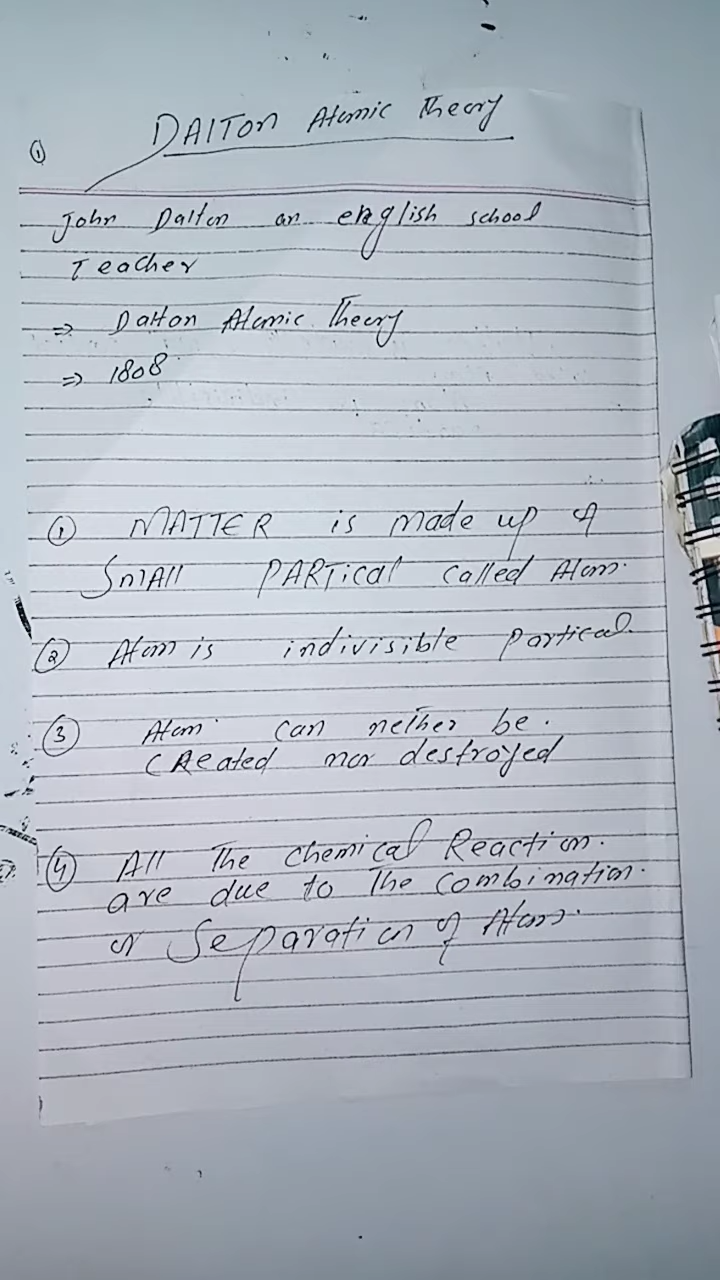 DALTON Atomic Theory
①
John Dalton an english school
Teacher
⇒ Dalton Atomic Theory
⇒ 1808
① MATTER is made up of
SmAll PARTical called Atom.
② Atom is indivisible Partical.
③ Atom can nether be.
CReated nor destroyed
④ All The Chemical Reaction.
are due to The Combination.
or Separation of Atoms.